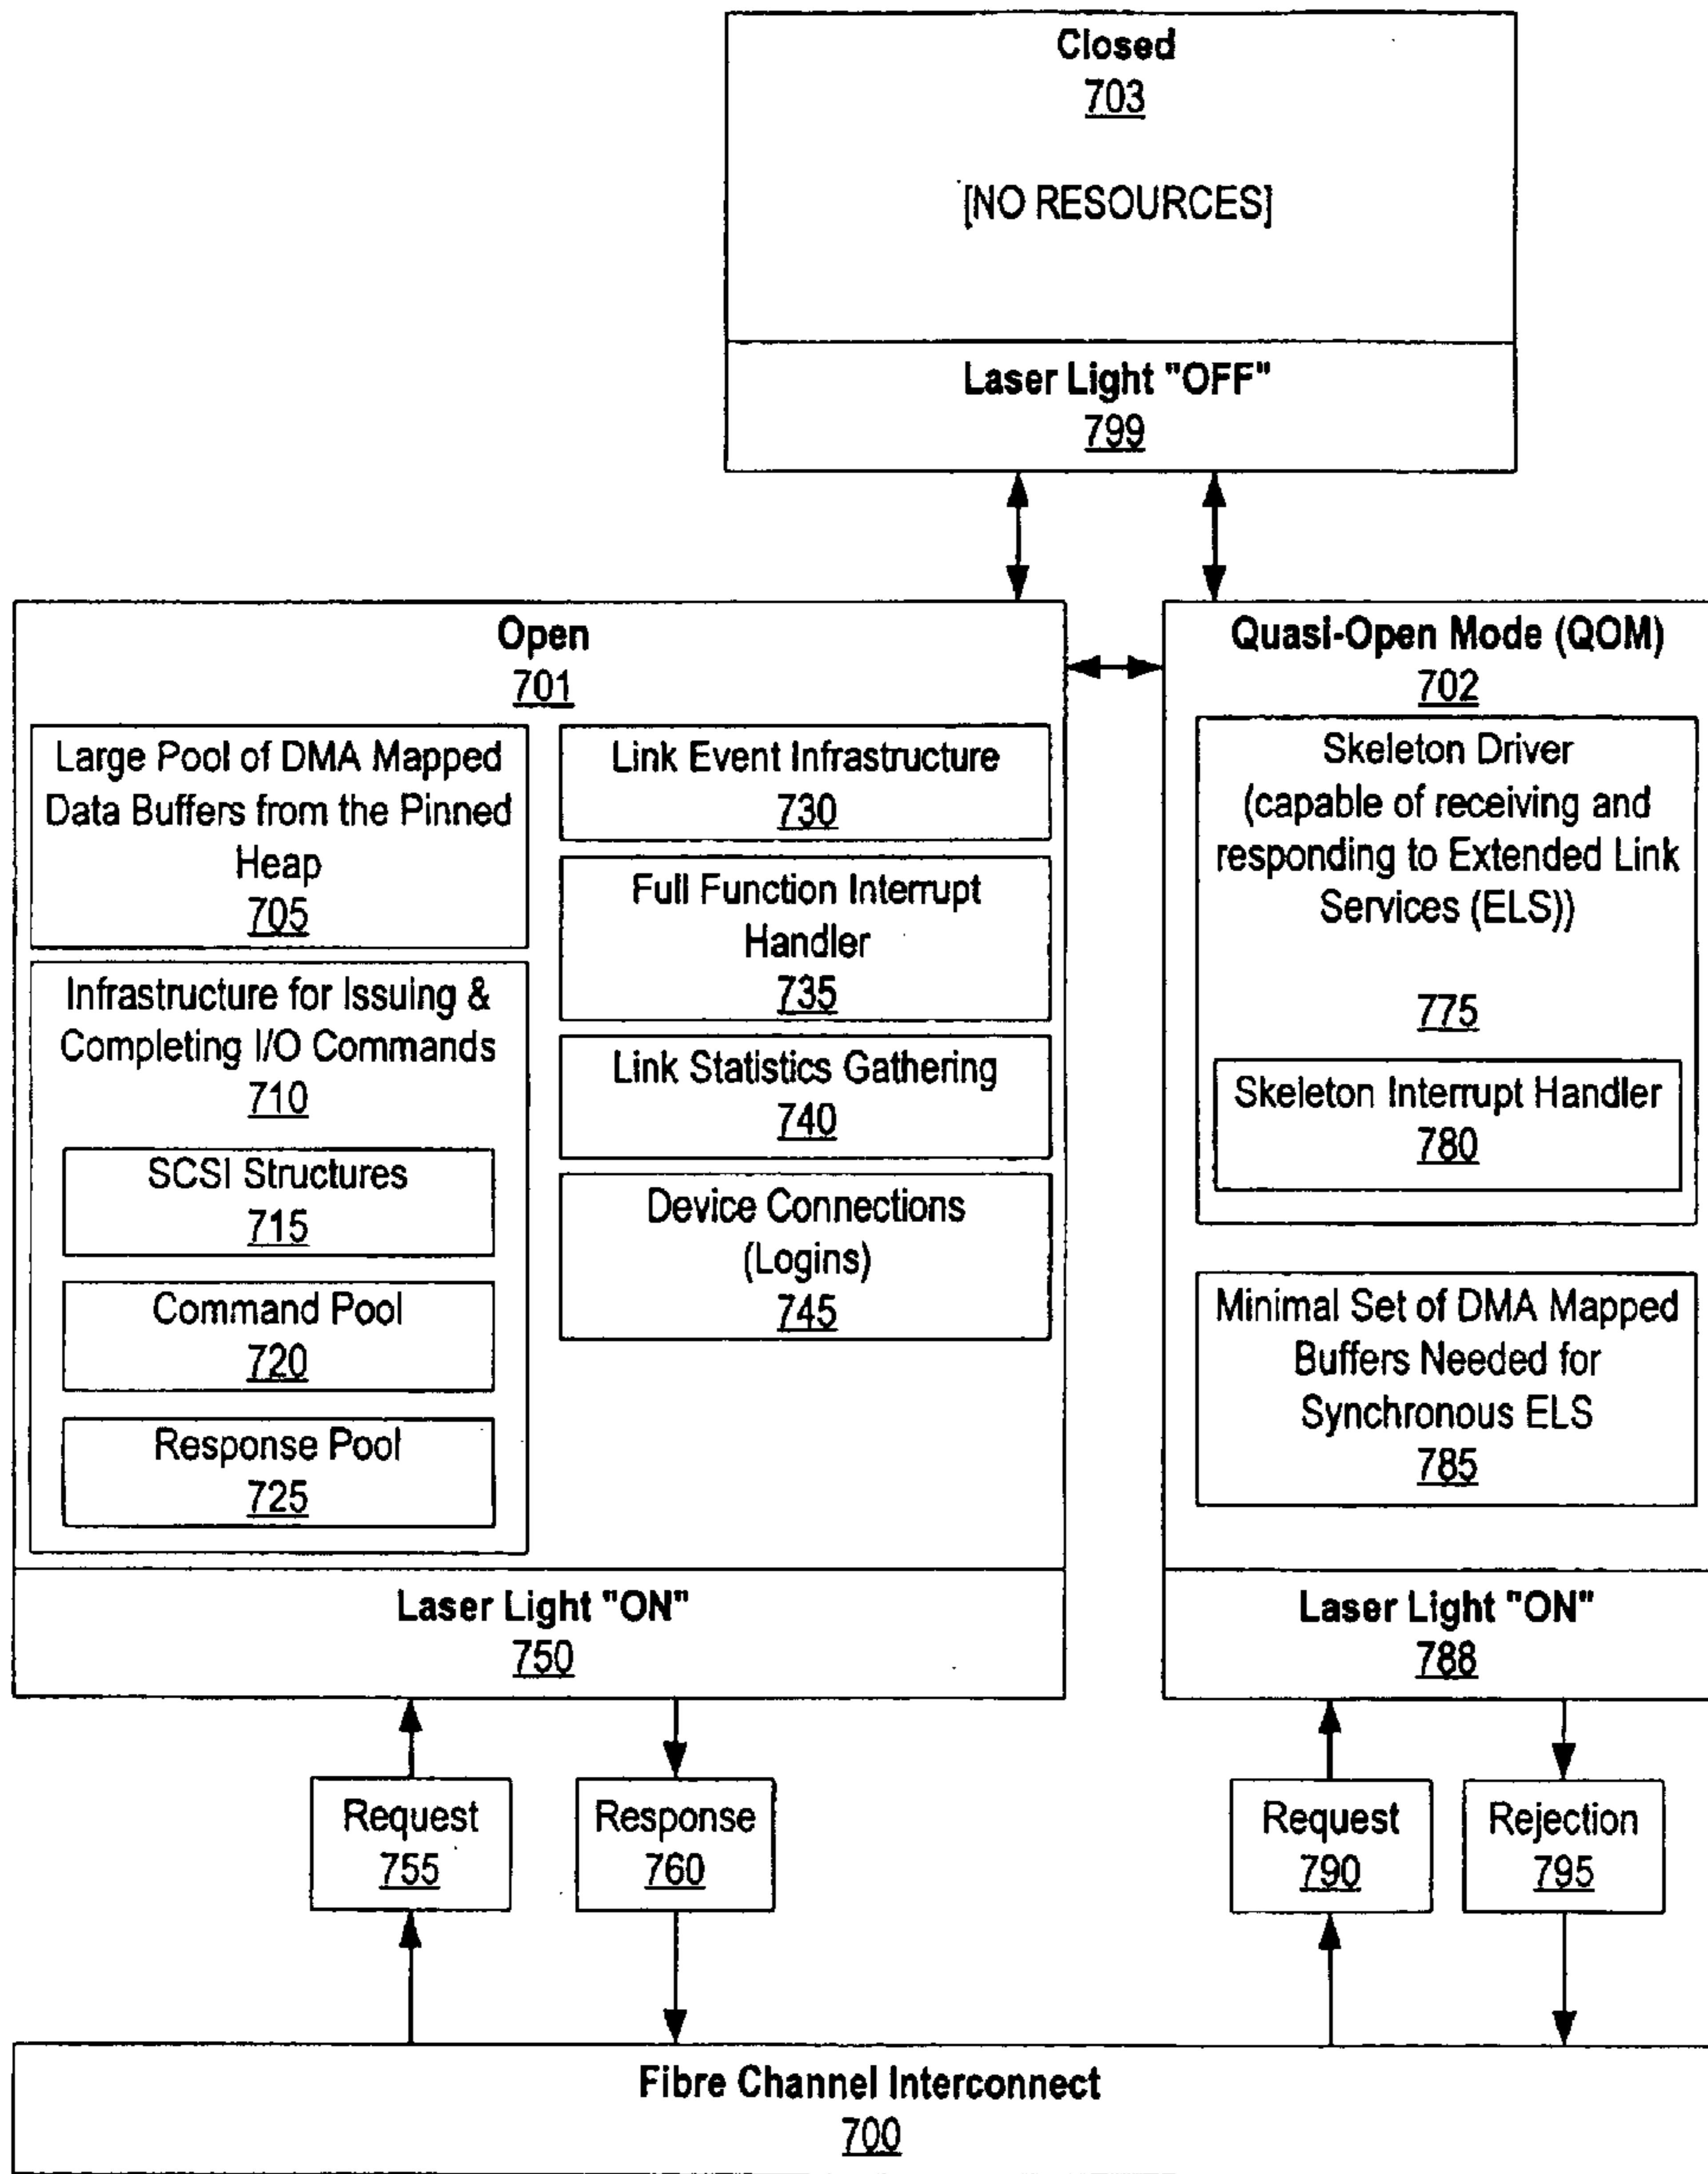 Closed
703
[NO RESOURCES]
Laser Light "OFF"
799
Open
701
Large Pool of DMA Mapped
Data Buffers from the Pinned
Heap
705
Infrastructure for Issuing &
Completing I/O Commands
710
SCSI Structures
715
Command Pool
720
Response Pool
725
Link Event Infrastructure
730
Full Function Interrupt
Handler
735
Link Statistics Gathering
740
Device Connections
(Logins)
745
Laser Light "ON"
750
Quasi-Open Mode (QOM)
702
Skeleton Driver
(capable of receiving and
responding to Extended Link
Services (ELS))
775
Skeleton Interrupt Handler
780
Minimal Set of DMA Mapped
Buffers Needed for
Synchronous ELS
785
Laser Light "ON"
788
Request
755
Response
760
Request
790
Rejection
795
Fibre Channel Interconnect
700